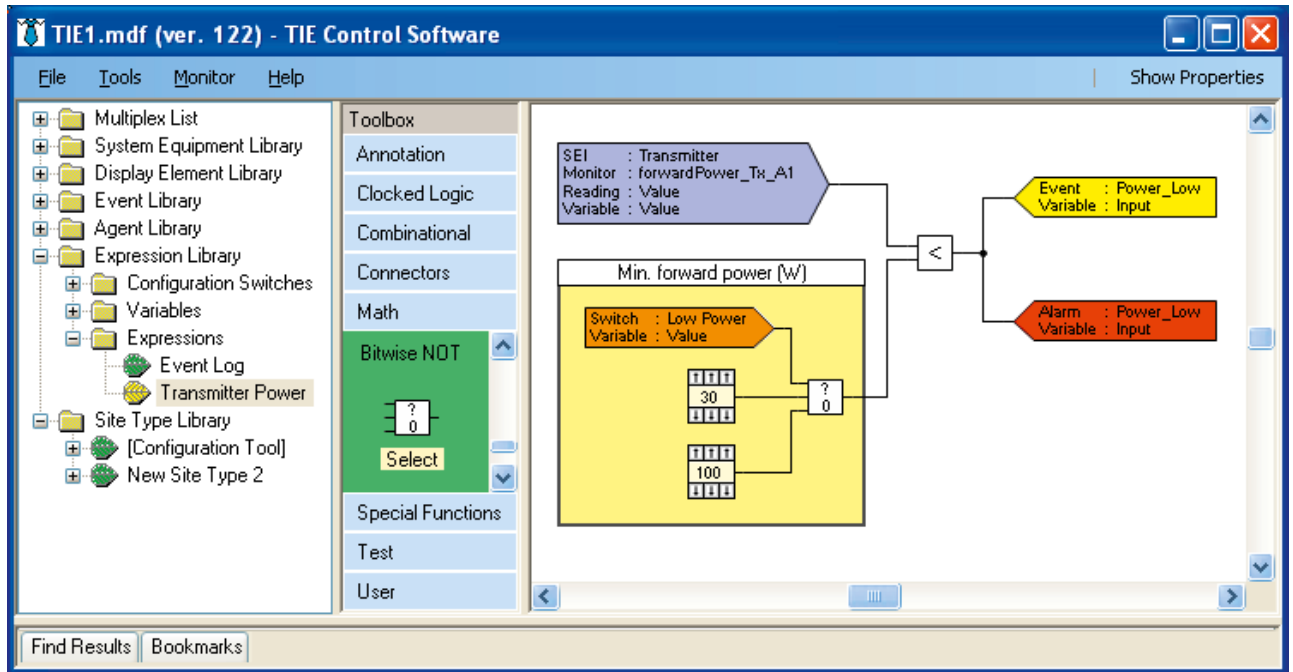 TIE1.mdf (ver. 122) - TIE Control Software
File Tools Monitor Help
Show Properties
Multiplex List
System Equipment Library
Display Element Library
Event Library
Agent Library
Expression Library
Configuration Switches
Variables
Expressions
Event Log
Transmitter Power
Site Type Library
[Configuration Tool]
New Site Type 2
Toolbox
Annotation
Clocked Logic
Combinational
Connectors
Math
Bitwise NOT
?
0
Select
Special Functions
Test
User
SEI : Transmitter
Monitor : forwardPower_Tx_A1
Reading : Value
Variable : Value
Min. forward power (W)
Switch : Low Power
Variable : Value
30
100
?
0
<
Event : Power_Low
Variable : Input
Alarm : Power_Low
Variable : Input
Find Results
Bookmarks